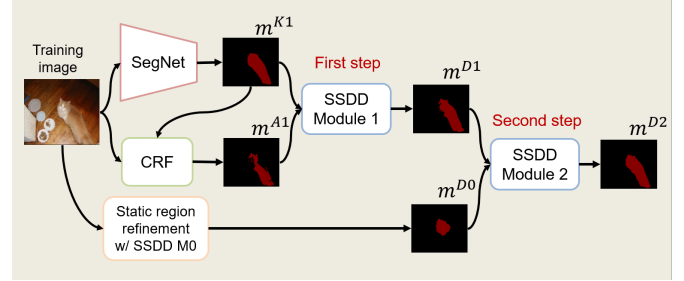 Training
image
SegNet
m^{K1}
First step
SSDD
Module 1
m^{D1}
Second step
SSDD
Module 2
m^{D2}
CRF
m^{A1}
Static region
refinement
w/ SSDD M0
m^{D0}